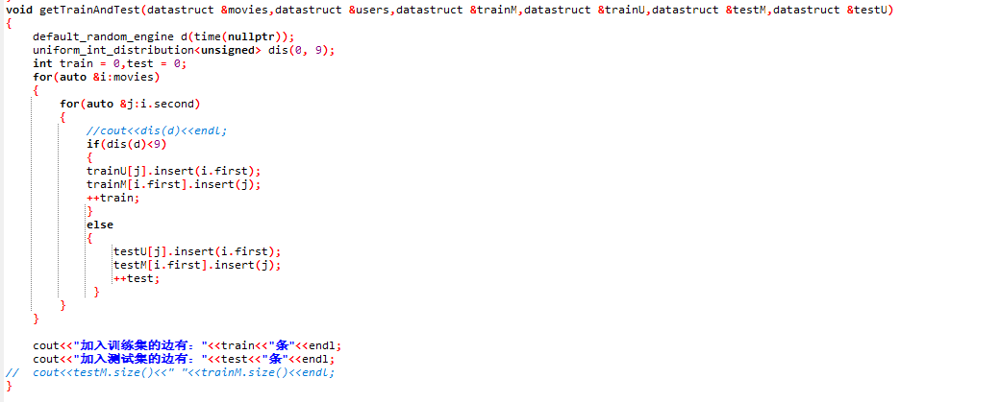 void getTrainAndTest(datastruct &movies,datastruct &users,datastruct &trainM,datastruct &trainU,datastruct &testM,datastruct &testU)
{
    default_random_engine d(time(nullptr));
    uniform_int_distribution<unsigned> dis(0, 9);
    int train = 0,test = 0;
    for(auto &i:movies)
    {
        for(auto &j:i.second)
        {
            //cout<<dis(d)<<endl;
            if(dis(d)<9)
            {
            trainU[j].insert(i.first);
            trainM[i.first].insert(j);
            ++train;
            }
            else
            {
                testU[j].insert(i.first);
                testM[i.first].insert(j);
                ++test;
             }
        }
    }
    cout<<"加入训练集的边有："<<train<<"条"<<endl;
    cout<<"加入测试集的边有："<<test<<"条"<<endl;
//  cout<<testM.size()<<" "<<trainM.size()<<endl;
}